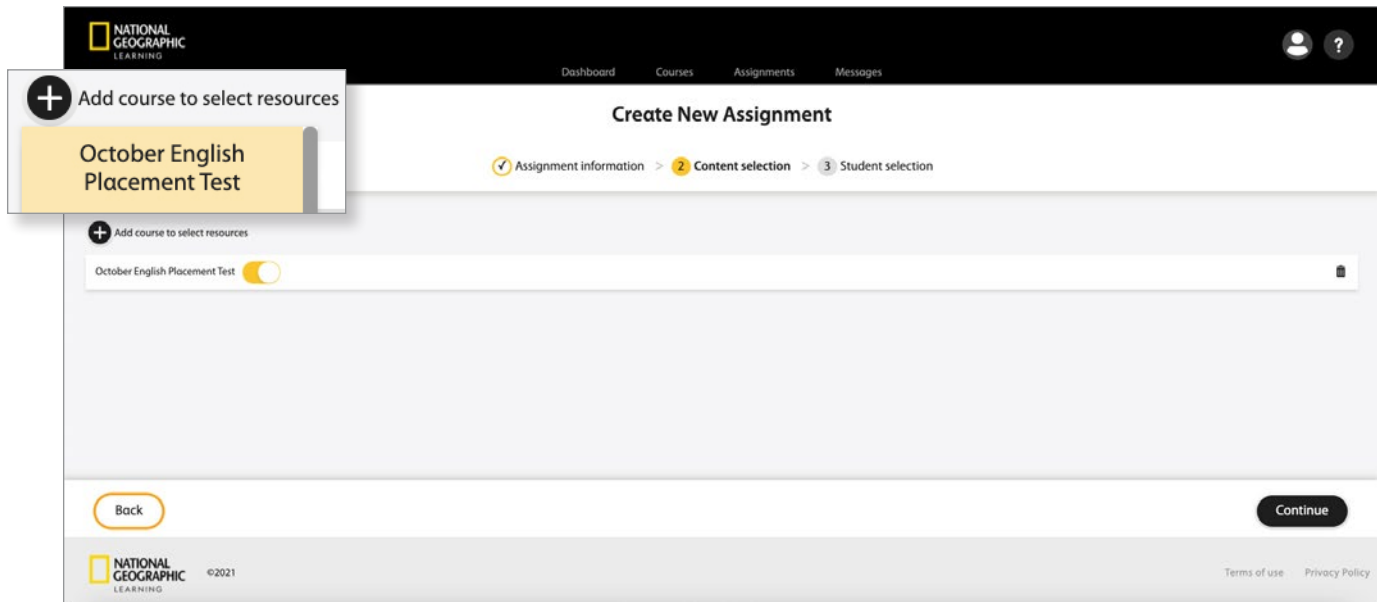 NATIONAL
GEOGRAPHIC
LEARNING
?
Dashboard Courses Assignments Messages
Add course to select resources
October English
Placement Test
Create New Assignment
Assignment information > 2 Content selection > 3 Student selection
Add course to select resources
October English Placement Test
Back
Continue
NATIONAL
GEOGRAPHIC
LEARNING
©2021
Terms of use Privacy Policy